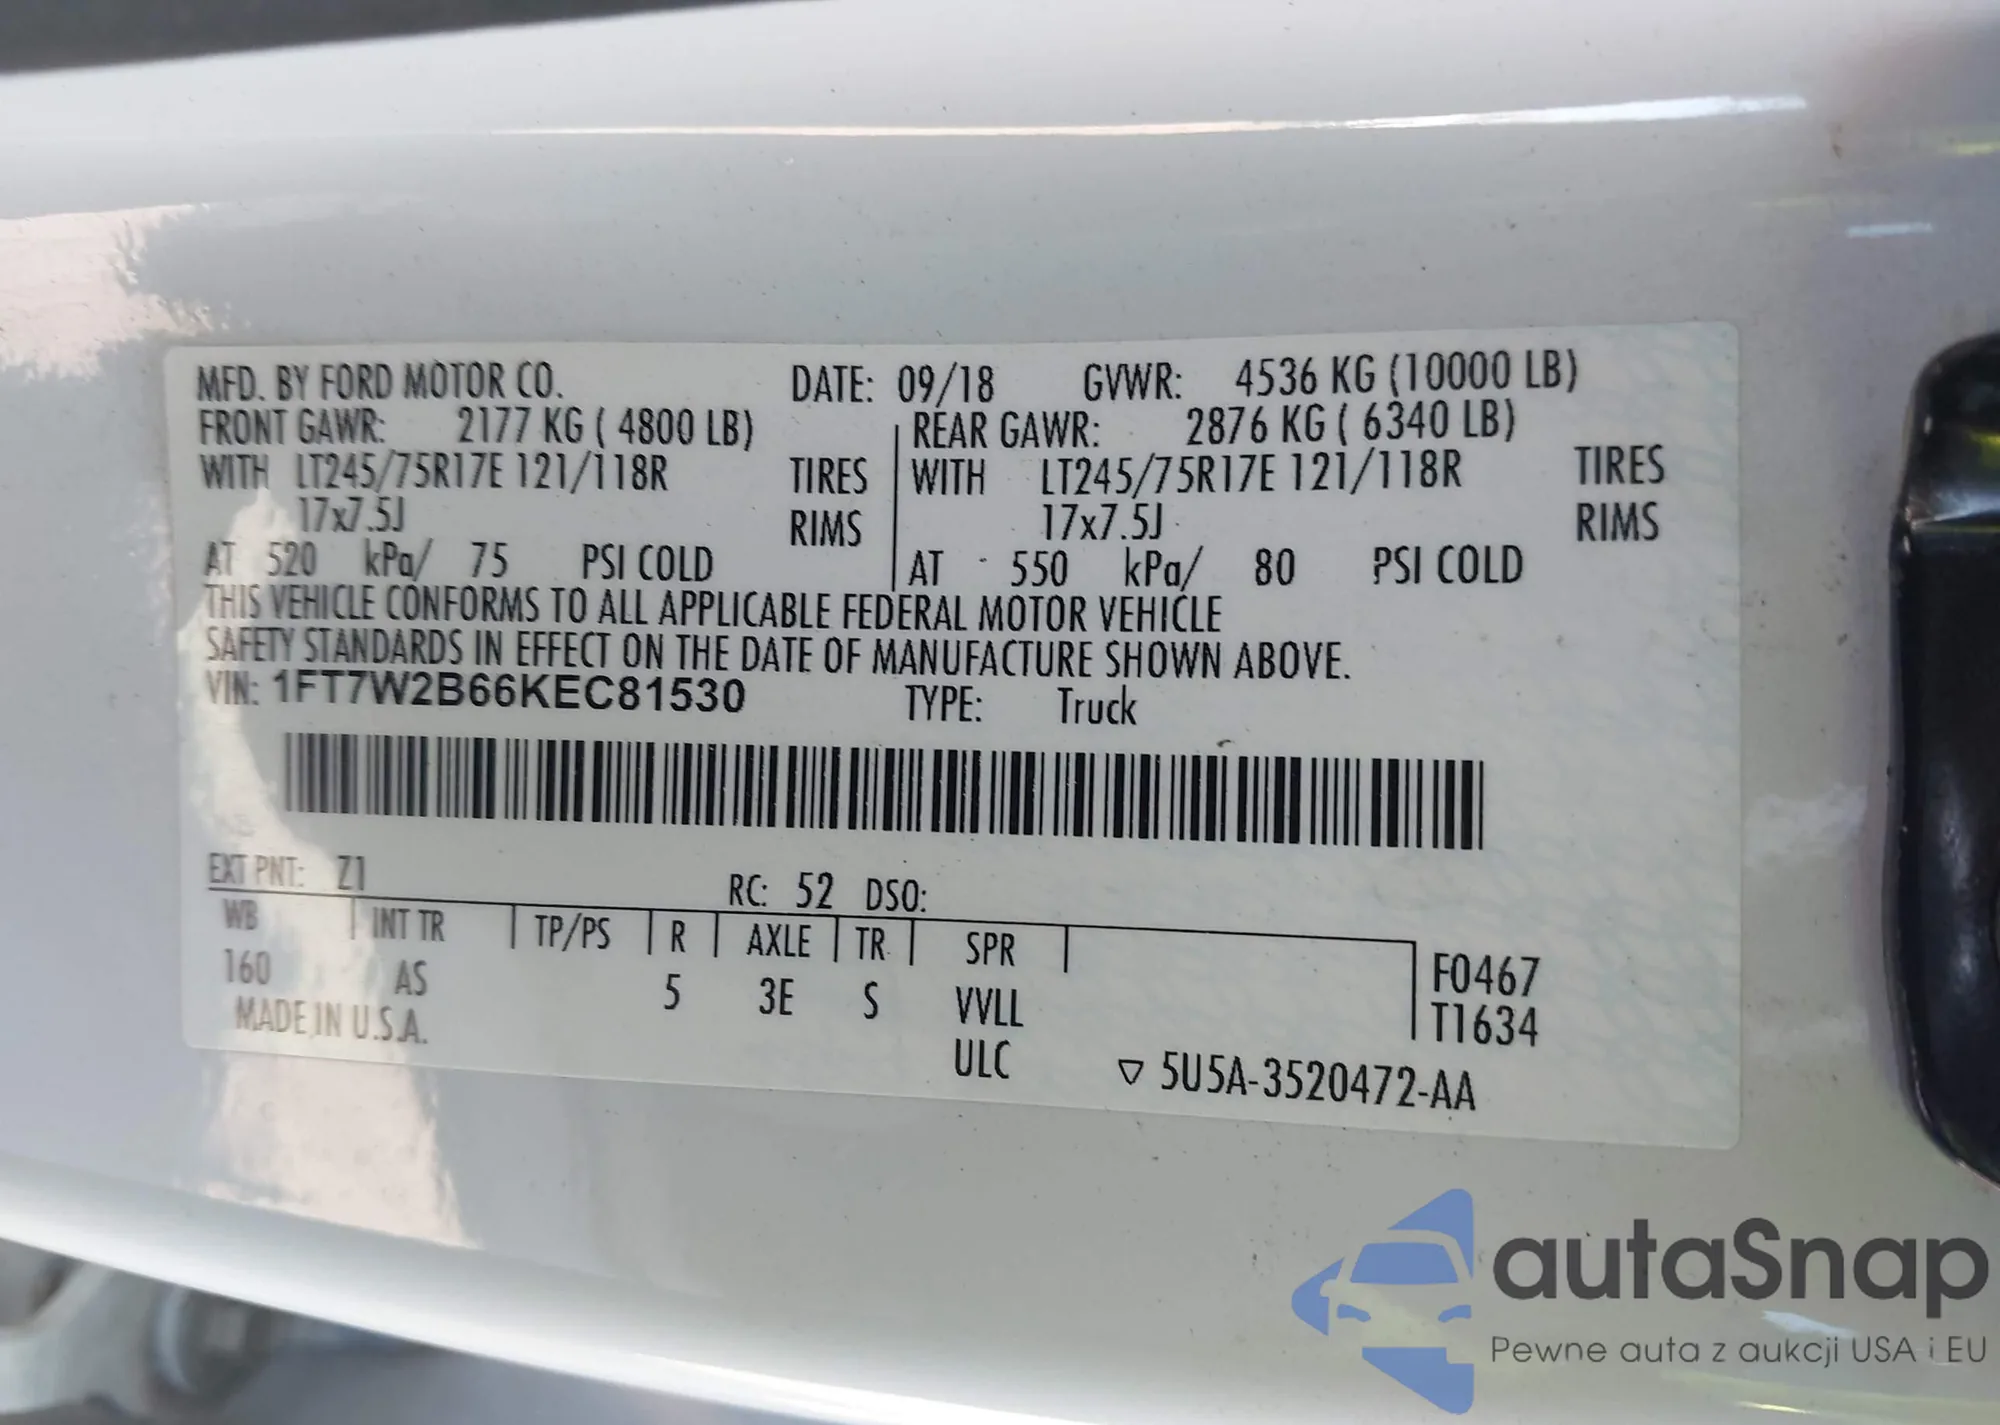 MFD. BY FORD MOTOR CO. DATE: 09/18 GVWR: 4536 KG (10000 LB)
FRONT GAWR: 2177 KG ( 4800 LB) REAR GAWR: 2876 KG ( 6340 LB)
WITH LT245/75R17E 121/118R TIRES WITH LT245/75R17E 121/118R TIRES
17x7.5J RIMS 17x7.5J RIMS
AT 520 kPa/ 75 PSI COLD AT 550 kPa/ 80 PSI COLD
THIS VEHICLE CONFORMS TO ALL APPLICABLE FEDERAL MOTOR VEHICLE
SAFETY STANDARDS IN EFFECT ON THE DATE OF MANUFACTURE SHOWN ABOVE.
VIN: 1FT7W2B66KEC81530 TYPE: Truck
EXT PNT: Z1 RC: 52 DSO:
WB INT TR TP/PS R AXLE TR SPR F0467
160 AS 5 3E S VVLL T1634
MADE IN U.S.A. ULC ▽ 5U5A-3520472-AA
autaSnap
Pewne auta z aukcji USA i EU